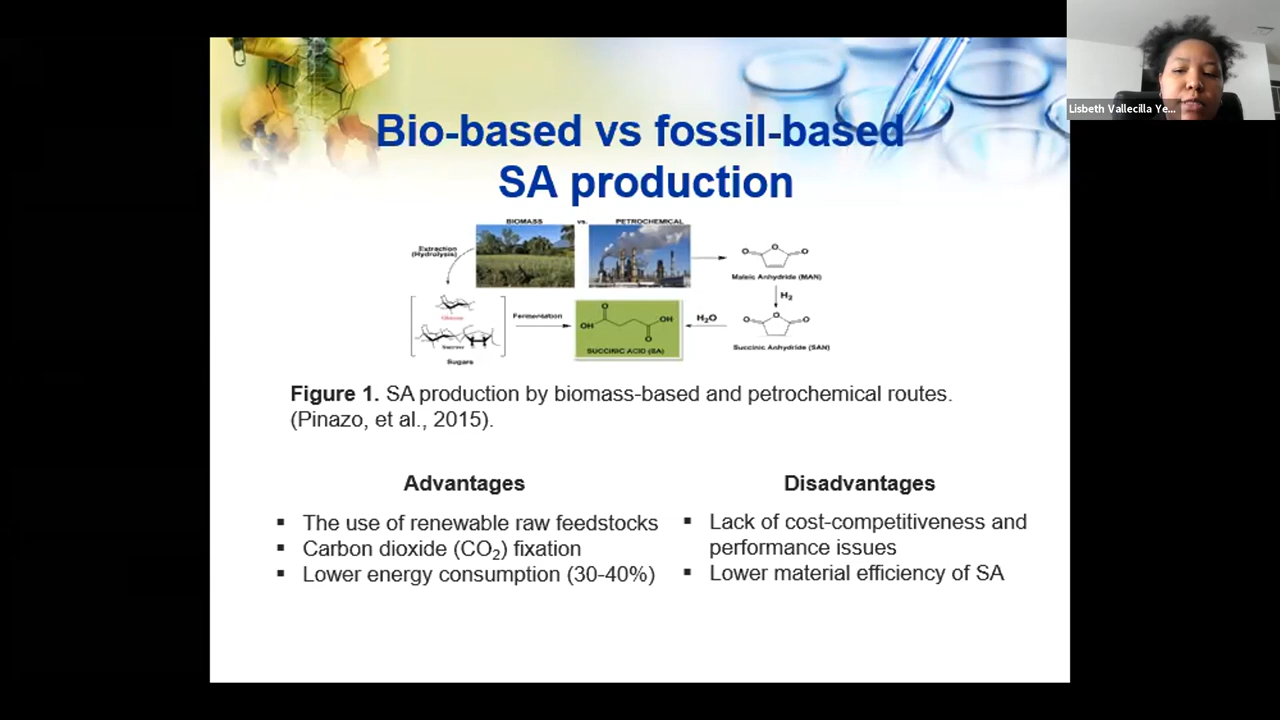 Lisbeth Vallecilla Ye...
Bio-based vs fossil-based
SA production
BIOMASS vs. PETROCHEMICAL
Extraction
(Hydrolysis)
O O O
Maleic Anhydride (MAN)
H2
Glucose
Sucrose
Sugars
Fermentation
O OH
OH O
SUCCINIC ACID (SA)
H2O
O O O
Succinic Anhydride (SAN)
Figure 1. SA production by biomass-based and petrochemical routes.
(Pinazo, et al., 2015).
Advantages
▪ The use of renewable raw feedstocks
▪ Carbon dioxide (CO2) fixation
▪ Lower energy consumption (30-40%)
Disadvantages
▪ Lack of cost-competitiveness and
performance issues
▪ Lower material efficiency of SA